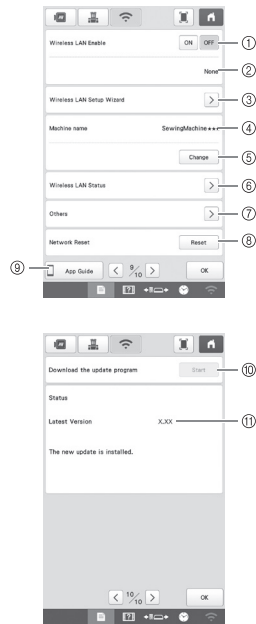 Wireless LAN Enable ON OFF ①
None ②
Wireless LAN Setup Wizard > ③
Machine name SewingMachine*** ④
Change ⑤
Wireless LAN Status > ⑥
Others > ⑦
Network Reset Reset ⑧
⑨ App Guide < 9/10 > OK
Download the update program Start ⑩
Status
Latest Version X.XX ⑪
The new update is installed.
< 10/10 > OK